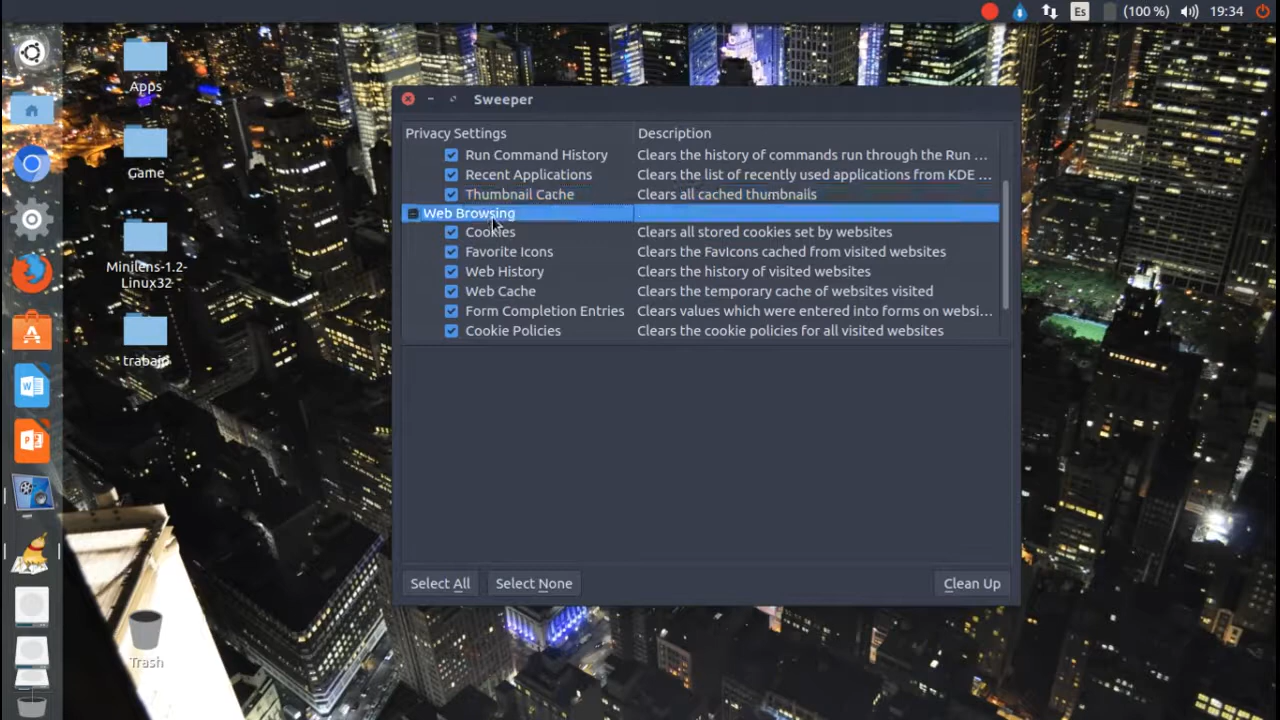 Es (100 %) 19:34
Apps
Game
Minilens-1.2-
Linux32
trabajo
Trash
Sweeper
Privacy Settings Description
Run Command History Clears the history of commands run through the Run ...
Recent Applications Clears the list of recently used applications from KDE ...
Thumbnail Cache Clears all cached thumbnails
Web Browsing
Cookies Clears all stored cookies set by websites
Favorite Icons Clears the FavIcons cached from visited websites
Web History Clears the history of visited websites
Web Cache Clears the temporary cache of websites visited
Form Completion Entries Clears values which were entered into forms on websi...
Cookie Policies Clears the cookie policies for all visited websites
Select All Select None Clean Up